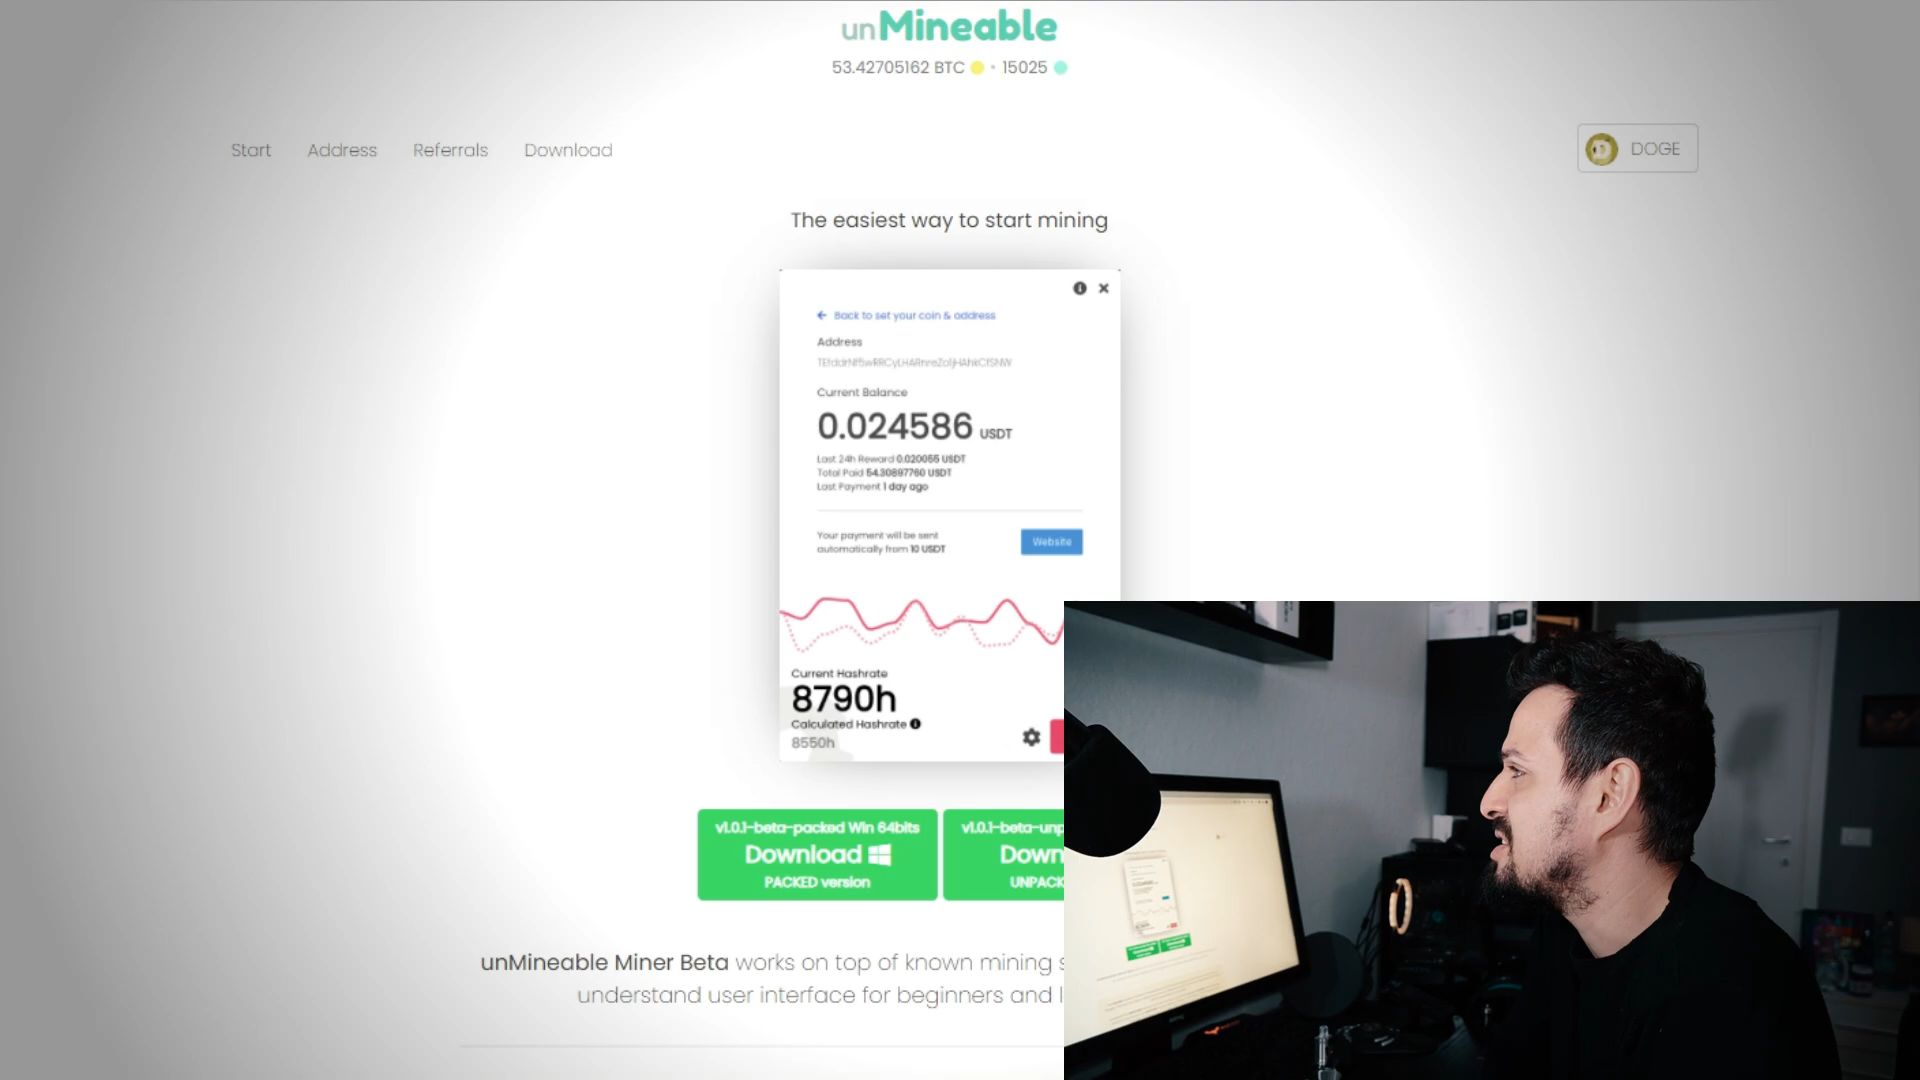 unMineable
53.42705162 BTC • 15025
Start Address Referrals Download
DOGE
The easiest way to start mining
Back to set your coin & address
Address
Current Balance
0.024586 USDT
Last 24h Reward 0.020055 USDT
Total Paid 54.30897760 USDT
Last Payment 1 day ago
Your payment will be sent
automatically from 10 USDT
Website
Current Hashrate
8790h
Calculated Hashrate
8550h
v1.0.1-beta-packed Win 64bits
Download
PACKED version
v1.0.1-beta-unp
Down
UNPACK
unMineable Miner Beta works on top of known mining s
understand user interface for beginners and l